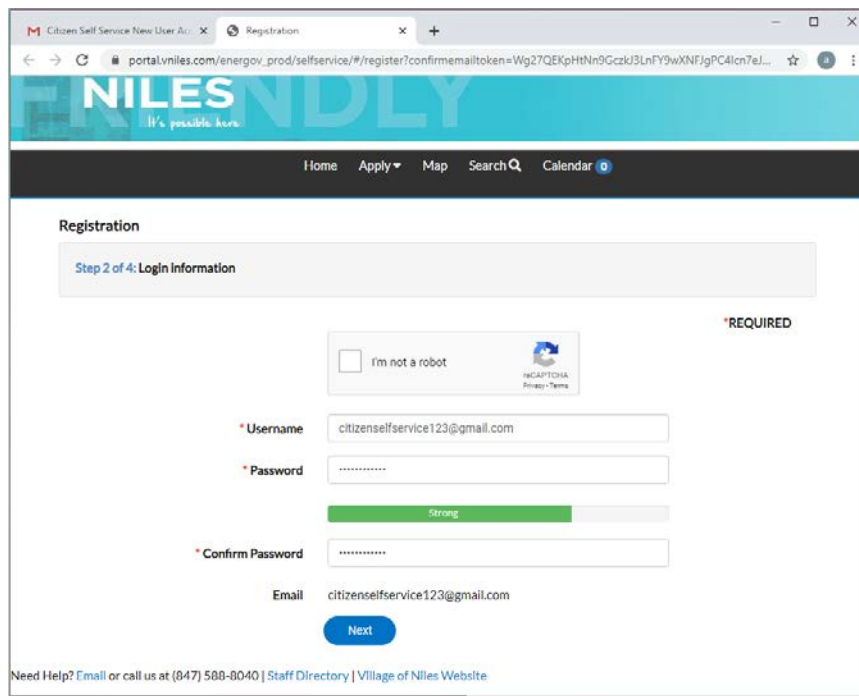 Citizen Self Service New User Acc
Registration
portal.vniles.com/energov_prod/selfservice/#/register?confirmemailtoken=Wg27QEKpHtNn9GczkJ3LnFY9wXNFJgPC4Icn7eJ...
a
FRIENDLY
NILES
It's possible here.
Home Apply Map Search Calendar 0
Registration
Step 2 of 4: Login Information
*REQUIRED
I'm not a robot
reCAPTCHA
Privacy - Terms
* Username citizenselfservice123@gmail.com
* Password ••••••••••••
Strong
* Confirm Password ••••••••••••
Email citizenselfservice123@gmail.com
Next
Need Help? Email or call us at (847) 588-8040 | Staff Directory | Village of Niles Website